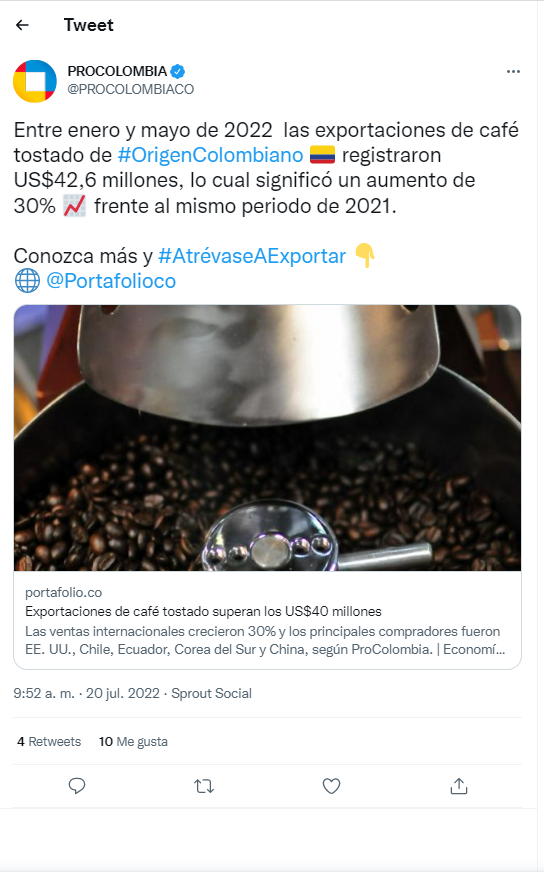 Tweet
PROCOLOMBIA
@PROCOLOMBIACO
Entre enero y mayo de 2022 las exportaciones de café
tostado de #OrigenColombiano 🇨🇴 registraron
US$42,6 millones, lo cual significó un aumento de
30% 📈 frente al mismo periodo de 2021.
Conozca más y #AtrévaseAExportar 👇
🌐 @Portafolioco
portafolio.co
Exportaciones de café tostado superan los US$40 millones
Las ventas internacionales crecieron 30% y los principales compradores fueron
EE. UU., Chile, Ecuador, Corea del Sur y China, según ProColombia. | Economí...
9:52 a. m. · 20 jul. 2022 · Sprout Social
4 Retweets 10 Me gusta